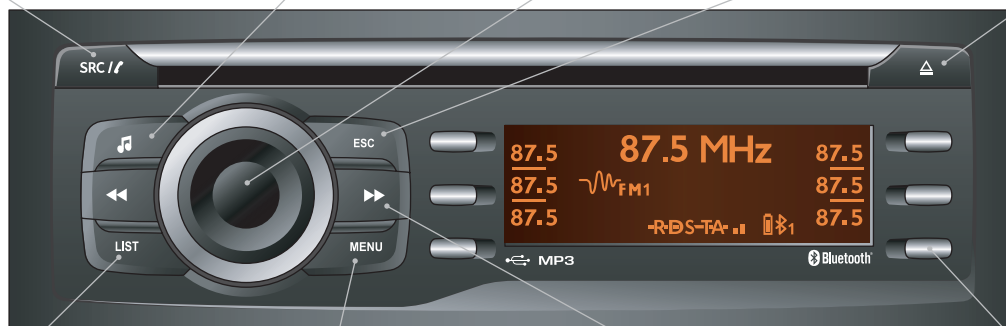 SRC /
ESC
LIST
MENU
87.5 87.5 MHz 87.5
87.5 FM1 87.5
87.5 RDS-TA 1 87.5
MP3 Bluetooth